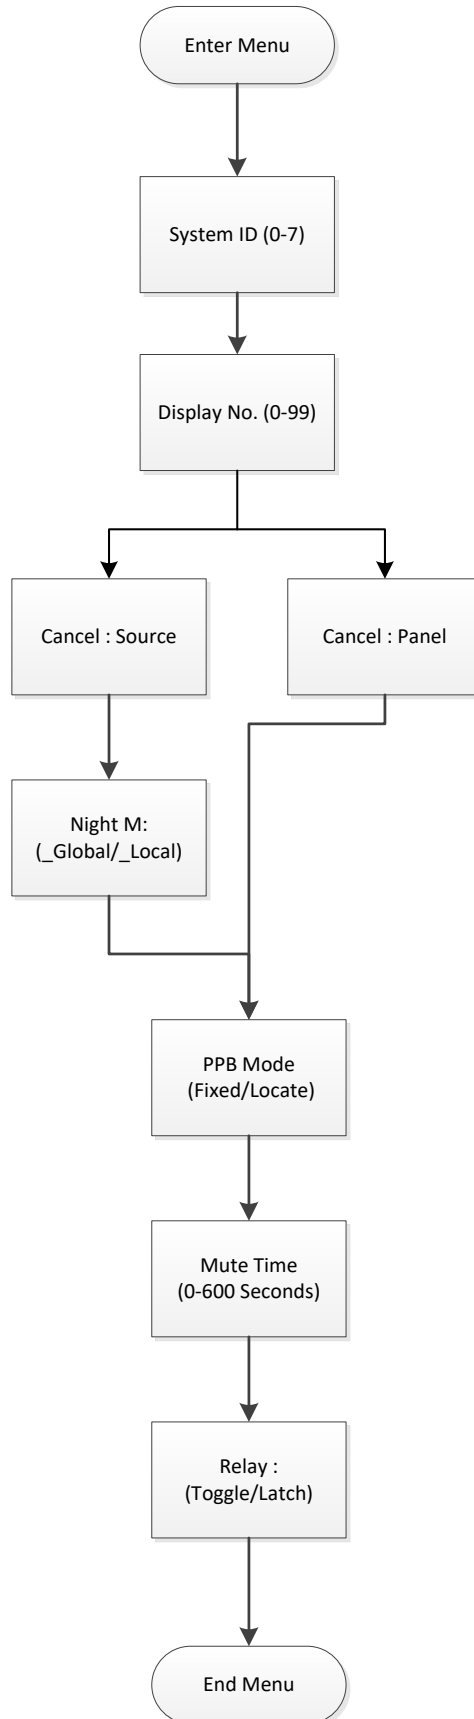 Enter Menu
System ID (0-7)
Display No. (0-99)
Cancel : Source
Cancel : Panel
Night M:
(_Global/_Local)
PPB Mode
(Fixed/Locate)
Mute Time
(0-600 Seconds)
Relay :
(Toggle/Latch)
End Menu